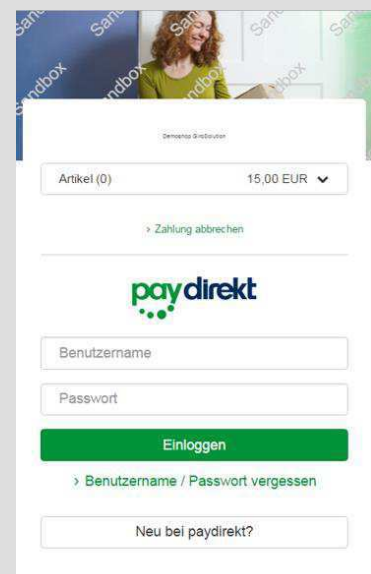 Sandbox Sandbox Sandbox Sandbox
Demoshop GiroSolution
Artikel (0) 15,00 EUR
› Zahlung abbrechen
paydirekt
Benutzername
Passwort
Einloggen
› Benutzername / Passwort vergessen
Neu bei paydirekt?